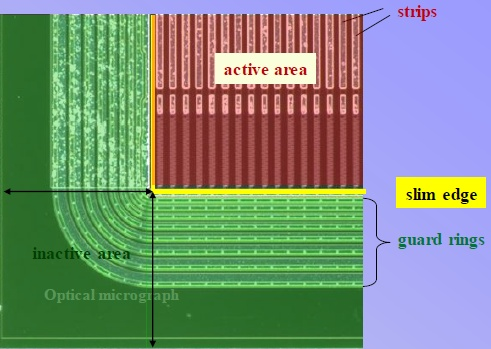 strips
active area
slim edge
guard rings
inactive area
Optical micrograph